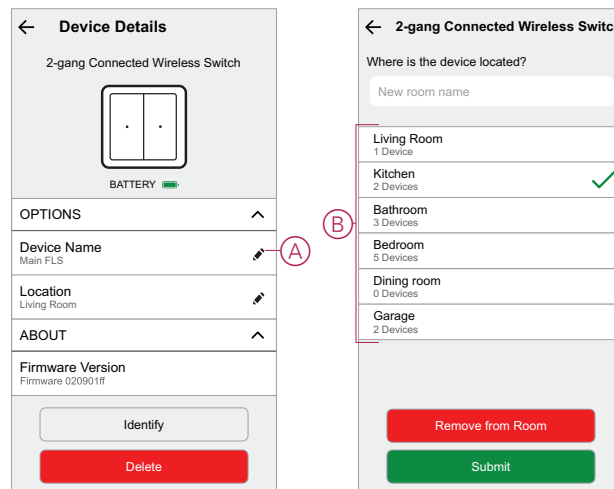 Device Details
2-gang Connected Wireless Switch
BATTERY
OPTIONS
Device Name
Main FLS
A
Location
Living Room
ABOUT
Firmware Version
Firmware 020901ff
Identify
Delete
2-gang Connected Wireless Switc
Where is the device located?
New room name
B
Living Room
1 Device
Kitchen
2 Devices
Bathroom
3 Devices
Bedroom
5 Devices
Dining room
0 Devices
Garage
2 Devices
Remove from Room
Submit